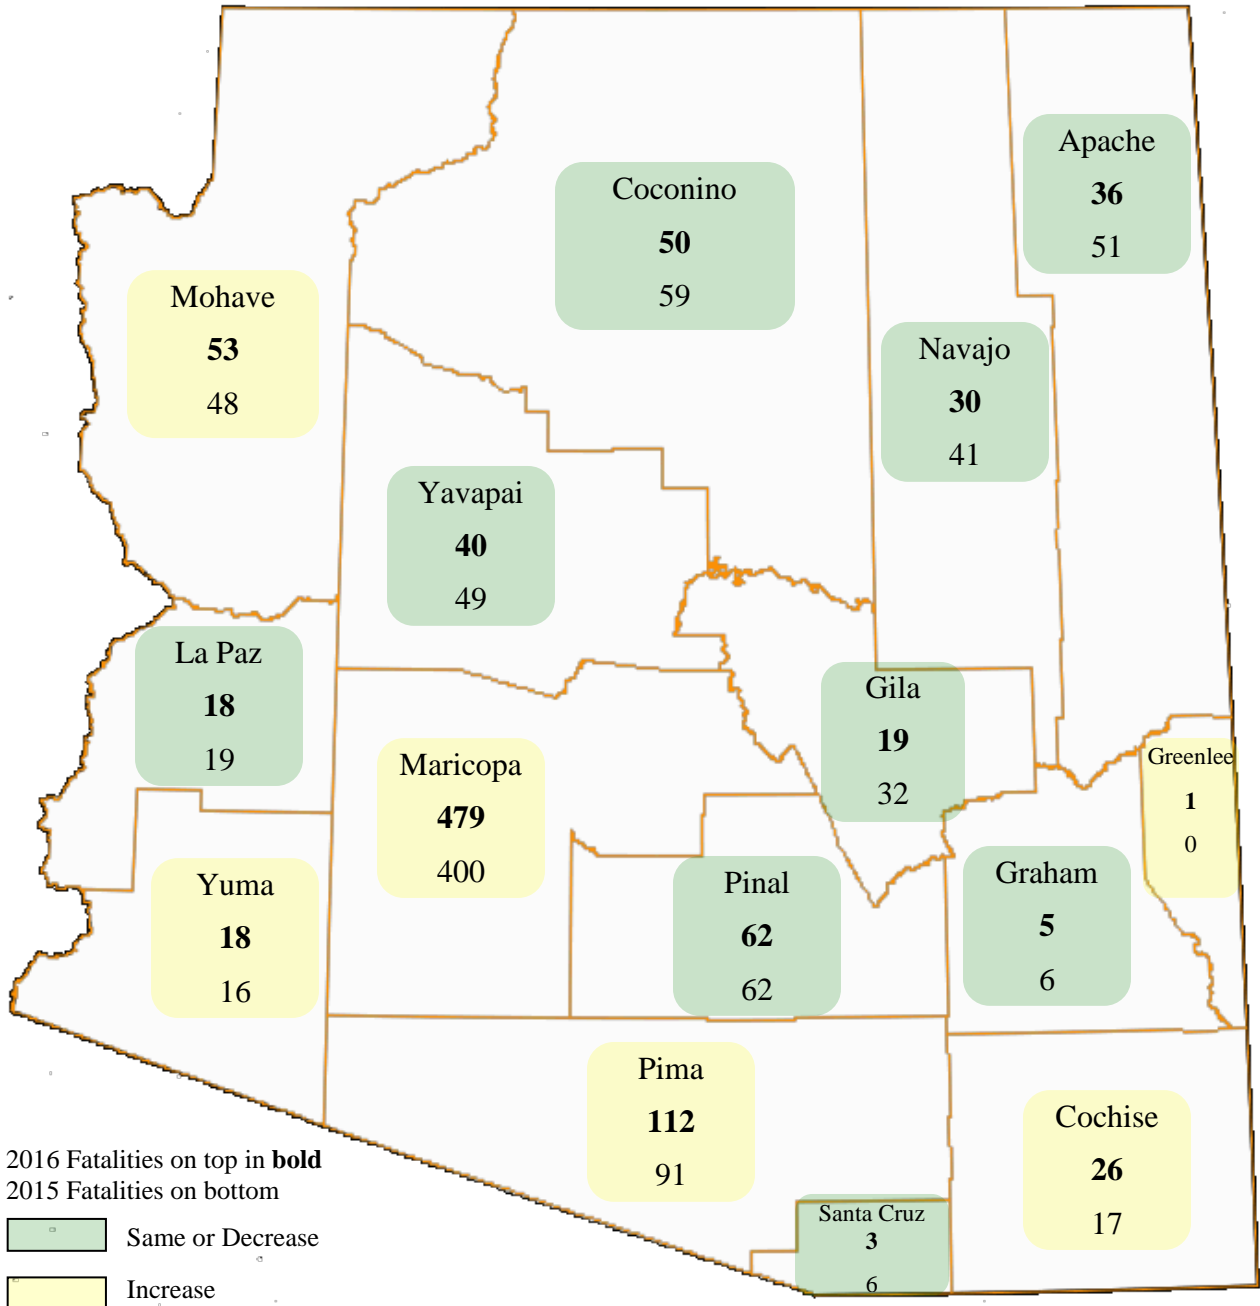 Apache
36
51
Coconino
50
59
Mohave
53
48
Navajo
30
41
Yavapai
40
49
La Paz
18
19
Gila
19
32
Maricopa
479
400
Greenlee
1
0
Yuma
18
16
Pinal
62
62
Graham
5
6
Pima
112
91
Cochise
26
17
Santa Cruz
3
6
2016 Fatalities on top in bold
2015 Fatalities on bottom
Same or Decrease
Increase